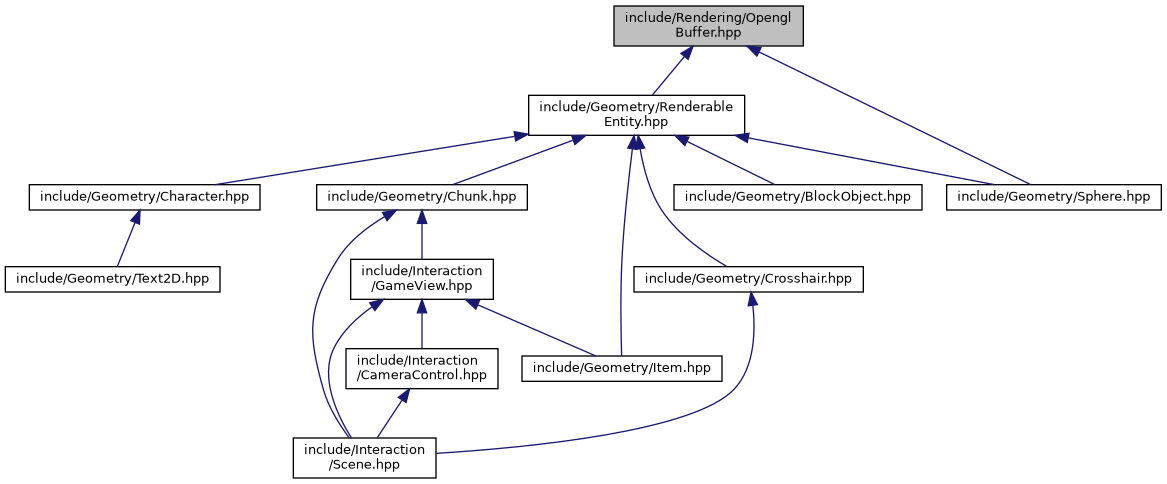 include/Rendering/Opengl
Buffer.hpp
include/Geometry/Renderable
Entity.hpp
include/Geometry/Character.hpp
include/Geometry/Chunk.hpp
include/Geometry/BlockObject.hpp
include/Geometry/Sphere.hpp
include/Geometry/Text2D.hpp
include/Interaction
/GameView.hpp
include/Geometry/Crosshair.hpp
include/Interaction
/CameraControl.hpp
include/Geometry/Item.hpp
include/Interaction
/Scene.hpp